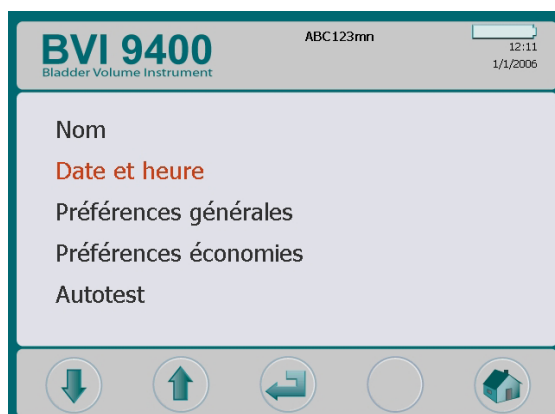 BVI 9400
Bladder Volume Instrument
ABC123mn
12:11
1/1/2006
Nom
Date et heure
Préférences générales
Préférences économies
Autotest